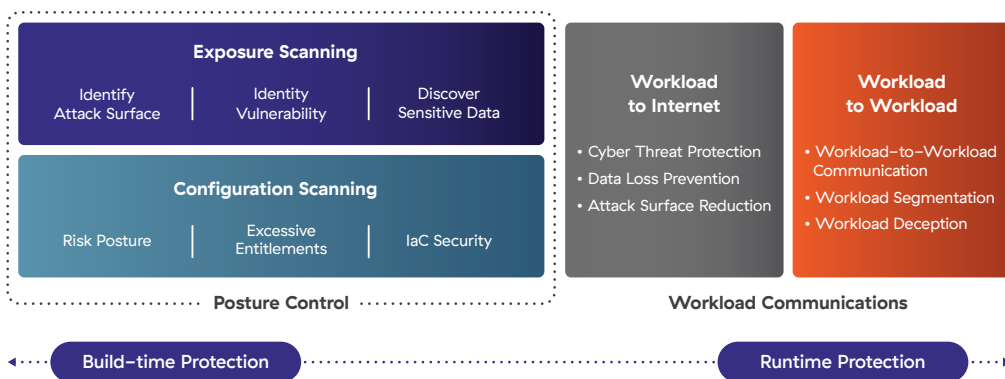 Exposure Scanning
Identify
Attack Surface
Identity
Vulnerability
Discover
Sensitive Data
Configuration Scanning
Risk Posture
Excessive
Entitlements
IaC Security
Posture Control
Workload
to Internet
• Cyber Threat Protection
• Data Loss Prevention
• Attack Surface Reduction
Workload
to Workload
• Workload-to-Workload
Communication
• Workload Segmentation
• Workload Deception
Workload Communications
Build-time Protection
Runtime Protection